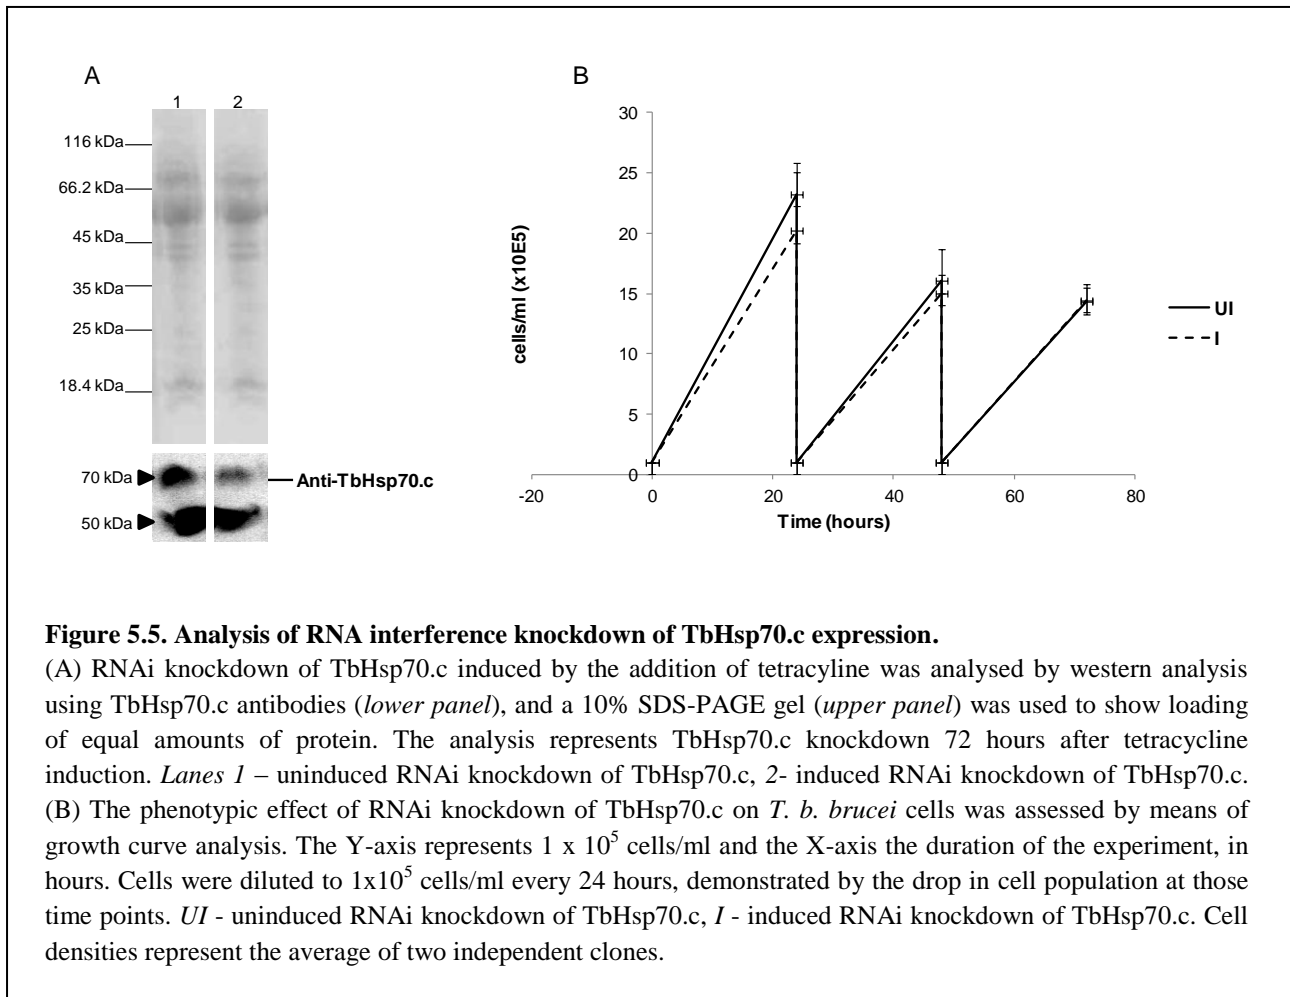 A
1 2
116 kDa
66.2 kDa
45 kDa
35 kDa
25 kDa
18.4 kDa
70 kDa
Anti-TbHsp70.c
50 kDa
B
30
25
20
15
10
5
0
cells/ml (x10E5)
-20 0 20 40 60 80
Time (hours)
UI
I
Figure 5.5. Analysis of RNA interference knockdown of TbHsp70.c expression.
(A) RNAi knockdown of TbHsp70.c induced by the addition of tetracyline was analysed by western analysis
using TbHsp70.c antibodies (lower panel), and a 10% SDS-PAGE gel (upper panel) was used to show loading
of equal amounts of protein. The analysis represents TbHsp70.c knockdown 72 hours after tetracycline
induction. Lanes 1 – uninduced RNAi knockdown of TbHsp70.c, 2- induced RNAi knockdown of TbHsp70.c.
(B) The phenotypic effect of RNAi knockdown of TbHsp70.c on T. b. brucei cells was assessed by means of
growth curve analysis. The Y-axis represents 1 x 10⁵ cells/ml and the X-axis the duration of the experiment, in
hours. Cells were diluted to 1x10⁵ cells/ml every 24 hours, demonstrated by the drop in cell population at those
time points. UI - uninduced RNAi knockdown of TbHsp70.c, I - induced RNAi knockdown of TbHsp70.c. Cell
densities represent the average of two independent clones.